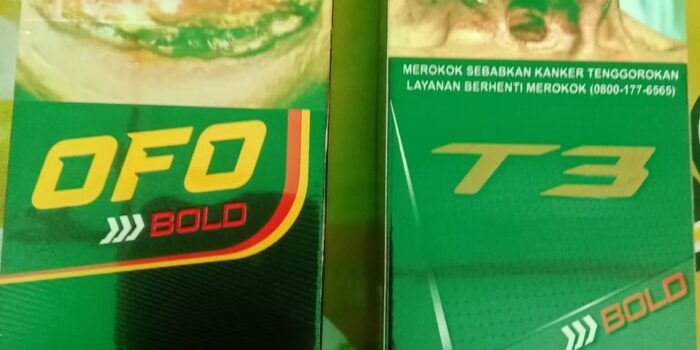 OFO
>>> BOLD
MEROKOK SEBABKAN KANKER TENGGOROKAN
LAYANAN BERHENTI MEROKOK (0800-177-6565)
T3
>>> BOLD